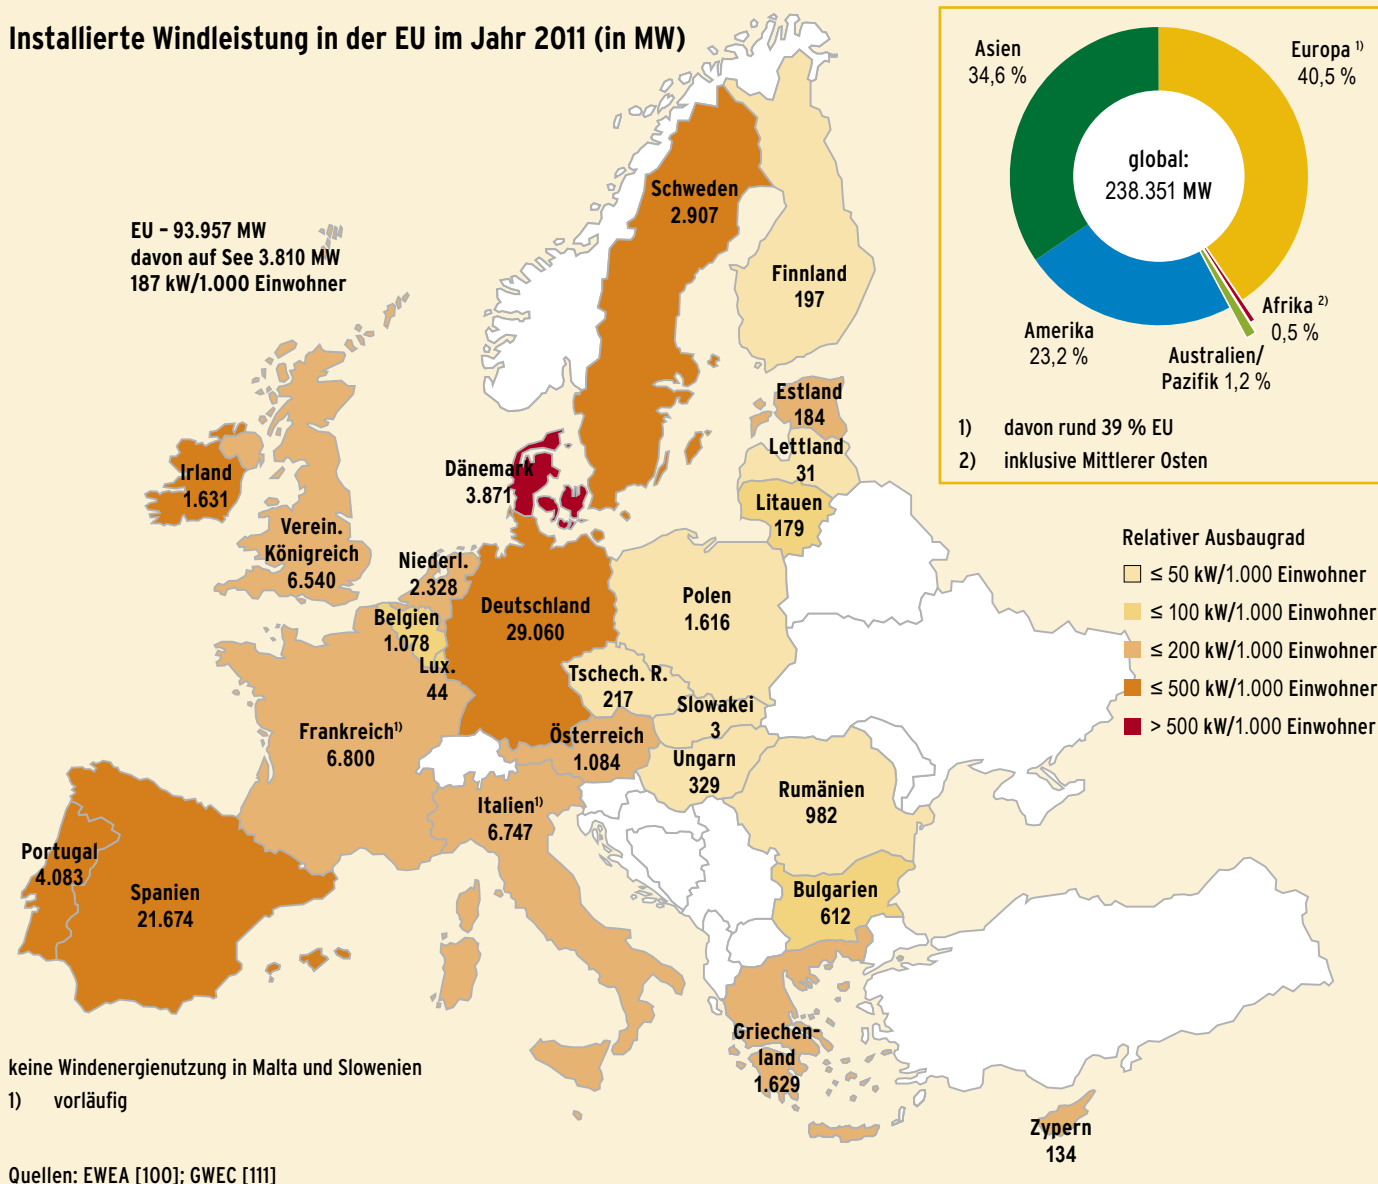 Installierte Windleistung in der EU im Jahr 2011 (in MW)
EU – 93.957 MW
davon auf See 3.810 MW
187 kW/1.000 Einwohner
Asien
34,6 %
Europa 1)
40,5 %
global:
238.351 MW
Amerika
23,2 %
Afrika 2)
0,5 %
Australien/
Pazifik 1,2 %
1) davon rund 39 % EU
2) inklusive Mittlerer Osten
Schweden
2.907
Finnland
197
Estland
184
Lettland
31
Litauen
179
Dänemark
3.871
Irland
1.631
Verein.
Königreich
6.540
Niederl.
2.328
Belgien
1.078
Lux.
44
Deutschland
29.060
Polen
1.616
Tschech. R.
217
Slowakei
3
Österreich
1.084
Ungarn
329
Frankreich1)
6.800
Italien1)
6.747
Rumänien
982
Bulgarien
612
Portugal
4.083
Spanien
21.674
Griechen-
land
1.629
Zypern
134
Relativer Ausbaugrad
≤ 50 kW/1.000 Einwohner
≤ 100 kW/1.000 Einwohner
≤ 200 kW/1.000 Einwohner
≤ 500 kW/1.000 Einwohner
> 500 kW/1.000 Einwohner
keine Windenergienutzung in Malta und Slowenien
1) vorläufig
Quellen: EWEA [100]; GWEC [111]